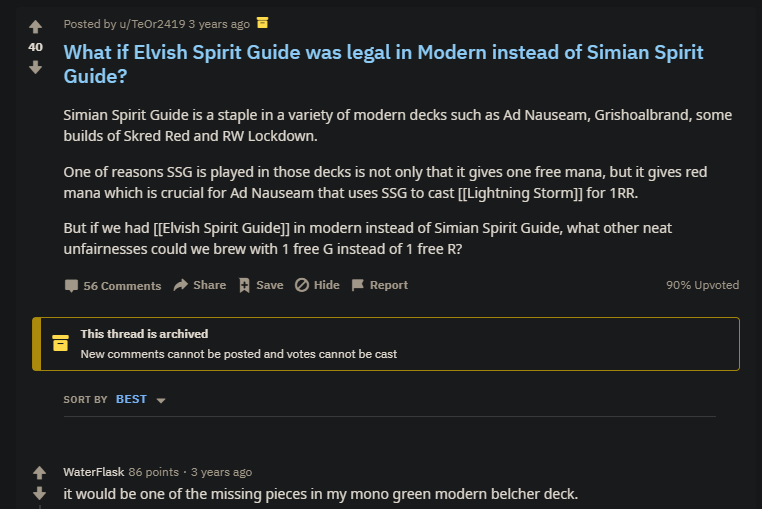 Posted by u/TeOr2419 3 years ago
40
What if Elvish Spirit Guide was legal in Modern instead of Simian Spirit
Guide?
Simian Spirit Guide is a staple in a variety of modern decks such as Ad Nauseam, Grishoalbrand, some
builds of Skred Red and RW Lockdown.
One of reasons SSG is played in those decks is not only that it gives one free mana, but it gives red
mana which is crucial for Ad Nauseam that uses SSG to cast [[Lightning Storm]] for 1RR.
But if we had [[Elvish Spirit Guide]] in modern instead of Simian Spirit Guide, what other neat
unfairnesses could we brew with 1 free G instead of 1 free R?
56 Comments Share Save Hide Report 90% Upvoted
This thread is archived
New comments cannot be posted and votes cannot be cast
SORT BY BEST
WaterFlask 86 points · 3 years ago
it would be one of the missing pieces in my mono green modern belcher deck.